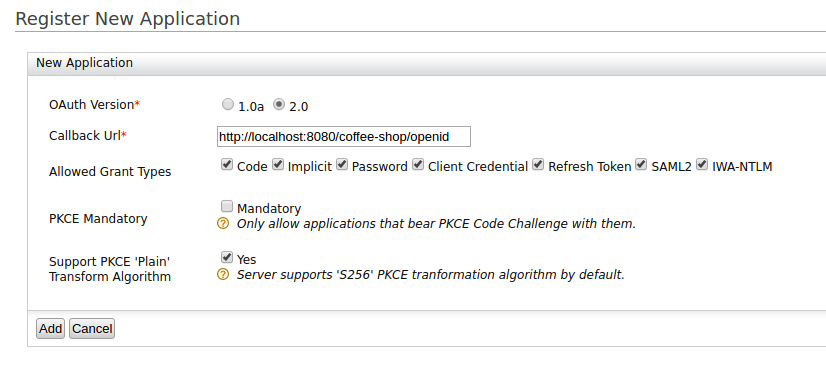 Register New Application
New Application
OAuth Version* 1.0a 2.0
Callback Url* http://localhost:8080/coffee-shop/openid
Allowed Grant Types Code Implicit Password Client Credential Refresh Token SAML2 IWA-NTLM
PKCE Mandatory Mandatory
? Only allow applications that bear PKCE Code Challenge with them.
Support PKCE 'Plain' Yes
Transform Algorithm ? Server supports 'S256' PKCE tranformation algorithm by default.
Add Cancel